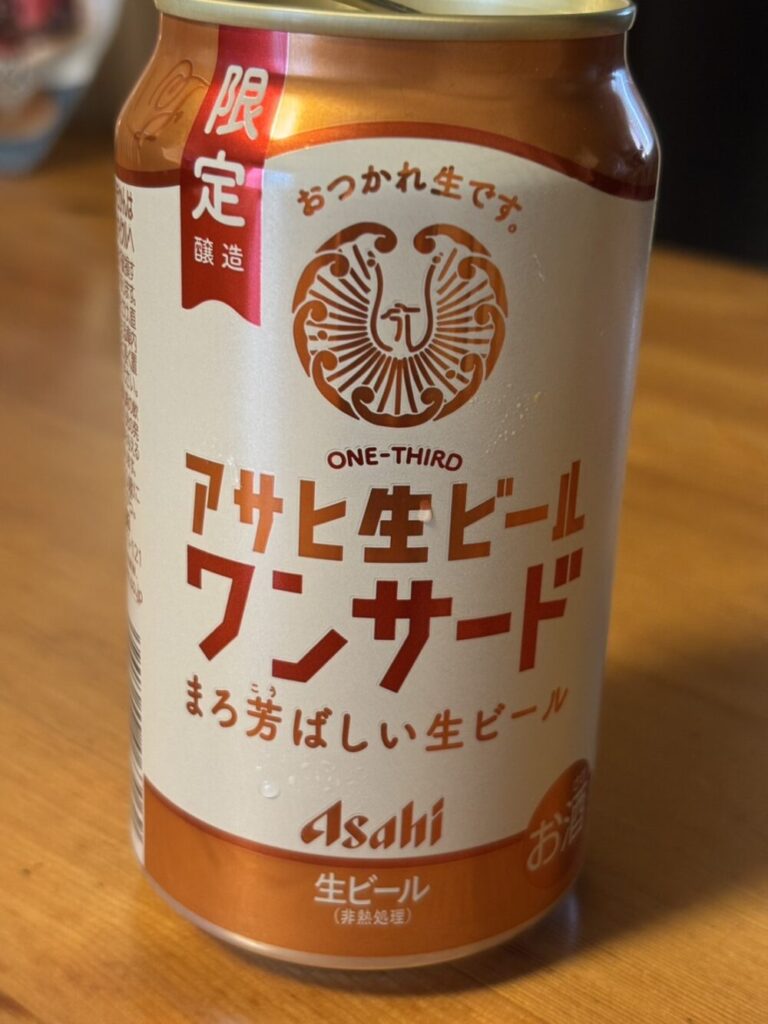 限定
醸造
おつかれ生です。
ONE-THIRD
アサヒ生ビール
ワンサード
こう
まろ芳ばしい生ビール
Asahi
お酒
生ビール
(非熱処理)